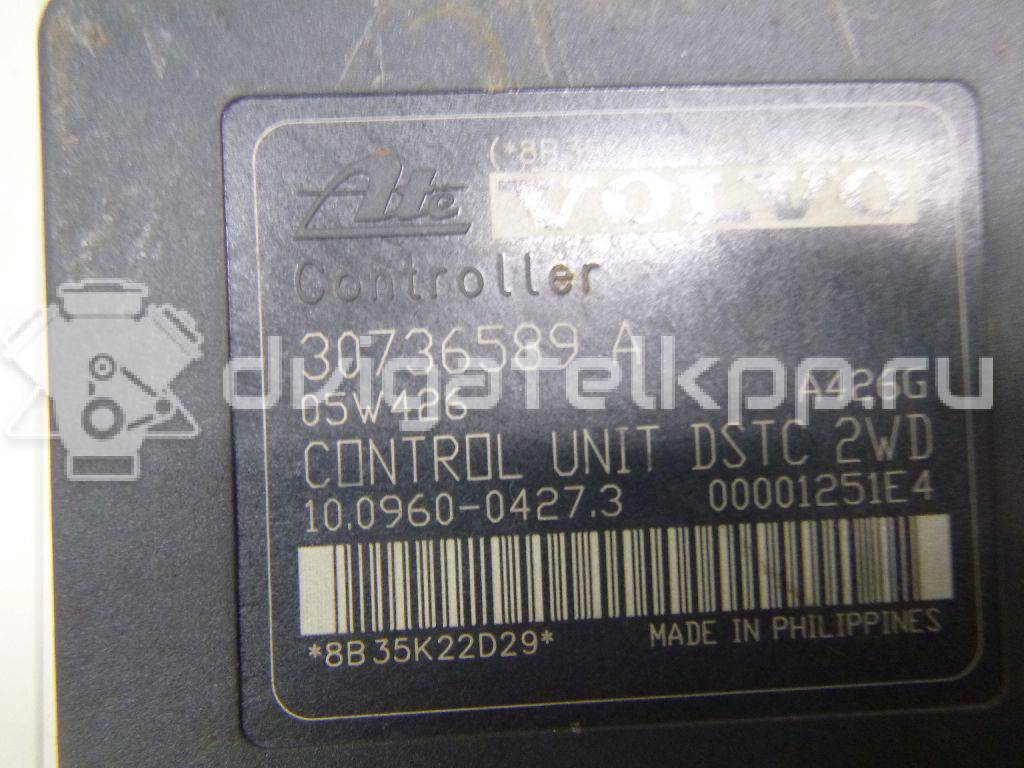 Ate
VOLVO
Controller
30736589 A
05W426 A426G
CONTROL UNIT DSTC 2WD
10.0960-0427.3 00001251E4
*8B35K22D29* MADE IN PHILIPPINES
dvigatelkpp.ru